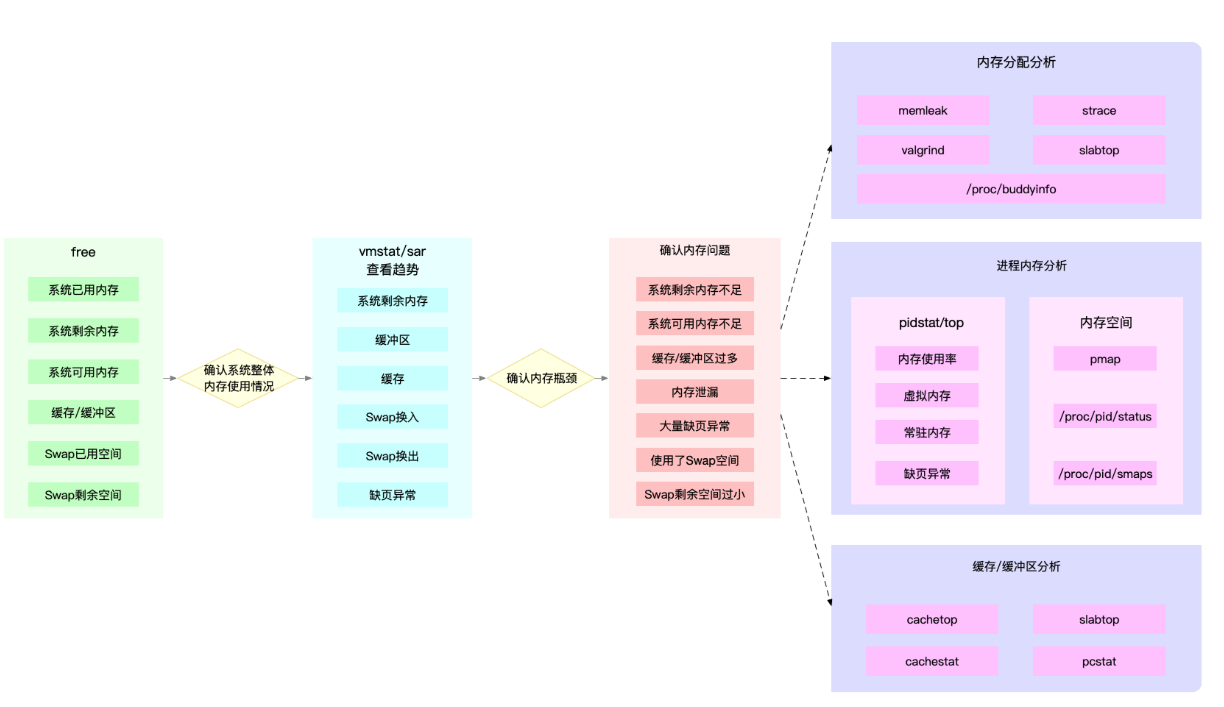 free
系统已用内存
系统剩余内存
系统可用内存
缓存/缓冲区
Swap已用空间
Swap剩余空间
确认系统整体
内存使用情况
vmstat/sar
查看趋势
系统剩余内存
缓冲区
缓存
Swap换入
Swap换出
缺页异常
确认内存瓶颈
确认内存问题
系统剩余内存不足
系统可用内存不足
缓存/缓冲区过多
内存泄漏
大量缺页异常
使用了Swap空间
Swap剩余空间过小
内存分配分析
memleak
strace
valgrind
slabtop
/proc/buddyinfo
进程内存分析
pidstat/top
内存使用率
虚拟内存
常驻内存
缺页异常
内存空间
pmap
/proc/pid/status
/proc/pid/smaps
缓存/缓冲区分析
cachetop
slabtop
cachestat
pcstat